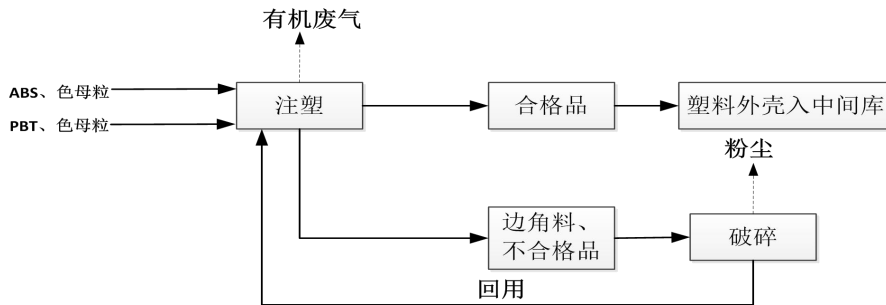 有机废气
ABS、色母粒
PBT、色母粒
注塑
合格品
塑料外壳入中间库
粉尘
边角料、
不合格品
破碎
回用